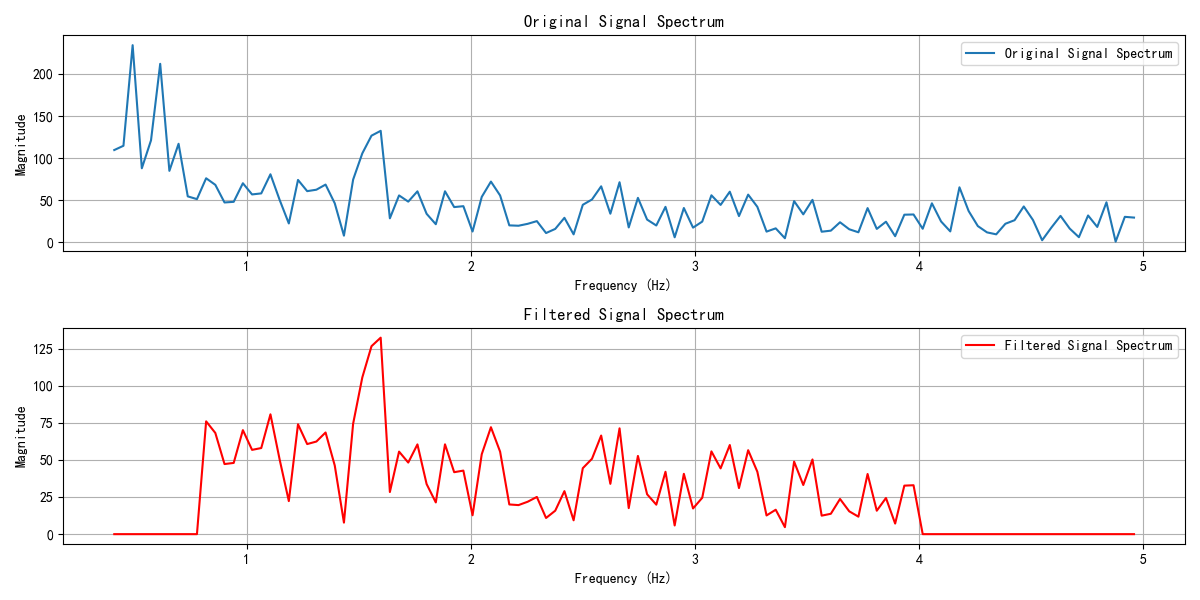 Original Signal Spectrum
Original Signal Spectrum
Magnitude
200
150
100
50
0
1
2
3
4
5
Frequency (Hz)
Filtered Signal Spectrum
Filtered Signal Spectrum
Magnitude
125
100
75
50
25
0
1
2
3
4
5
Frequency (Hz)